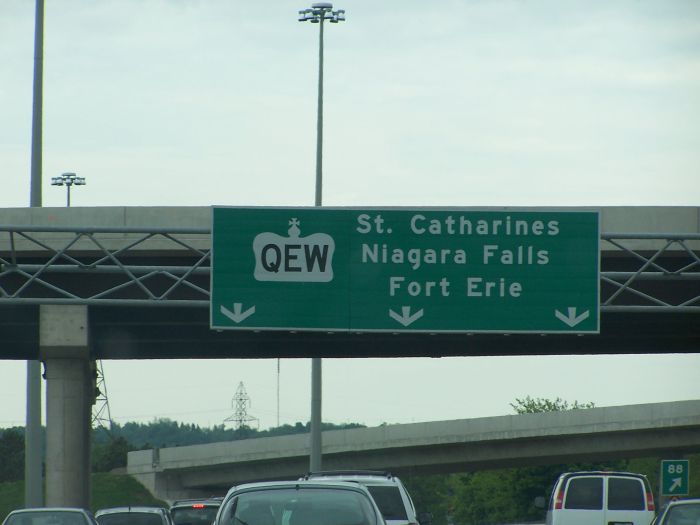 QEW
St. Catharines
Niagara Falls
Fort Erie
88